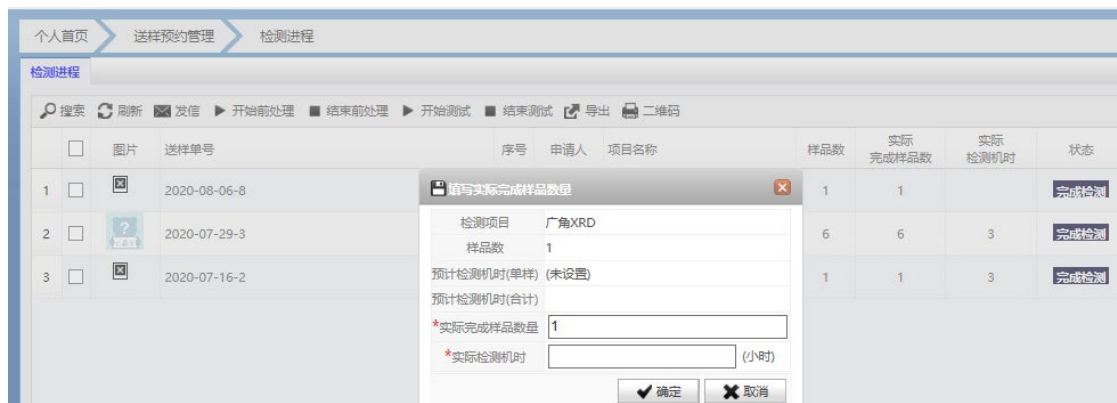 个人首页 送样预约管理 检测进程
检测进程
搜索 刷新 发信 开始前处理 结束前处理 开始测试 结束测试 导出 二维码
图片 送样单号 序号 申请人 项目名称 样品数 实际完成样品数 实际检测机时 状态
1 2020-08-06-8 1 1 完成检测
2 2020-07-29-3 6 6 3 完成检测
3 2020-07-16-2 1 1 3 完成检测
填写实际完成样品数量
检测项目 广角XRD
样品数 1
预计检测机时(单样) (未设置)
预计检测机时(合计)
*实际完成样品数量 1
*实际检测机时 (小时)
确定 取消